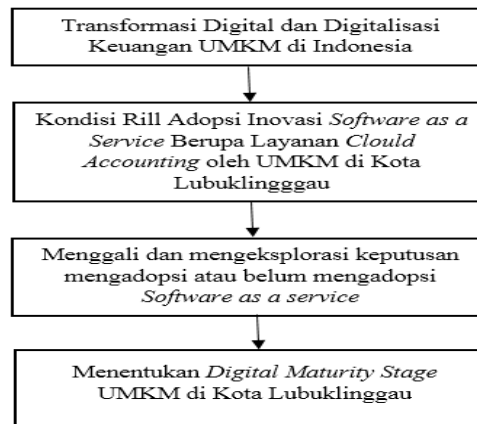 Transformasi Digital dan Digitalisasi
Keuangan UMKM di Indonesia
Kondisi Rill Adopsi Inovasi Software as a
Service Berupa Layanan Clould
Accounting oleh UMKM di Kota
Lubuklingggau
Menggali dan mengeksplorasi keputusan
mengadopsi atau belum mengadopsi
Software as a service
Menentukan Digital Maturity Stage
UMKM di Kota Lubuklinggau